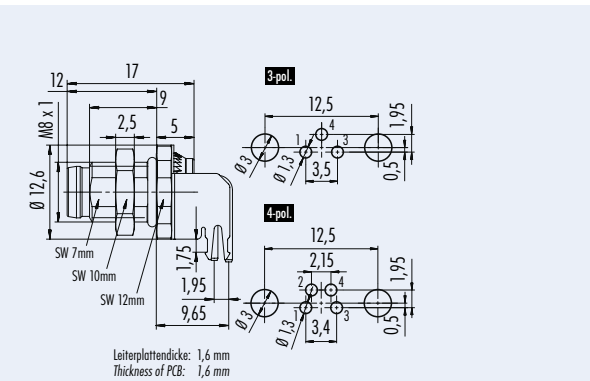 17
12
9
2,5
5
M8 x 1
Ø 12,6
SW 7mm
SW 10mm
SW 12mm
1,75
1,95
9,65
Leiterplattendicke: 1,6 mm
Thickness of PCB: 1,6 mm
3-pol.
12,5
1,95
4
1
3
Ø 3
Ø 1,3
3,5
0,5
4-pol.
12,5
2,15
1,95
2
4
1
3
Ø 3
Ø 1,3
3,4
0,5